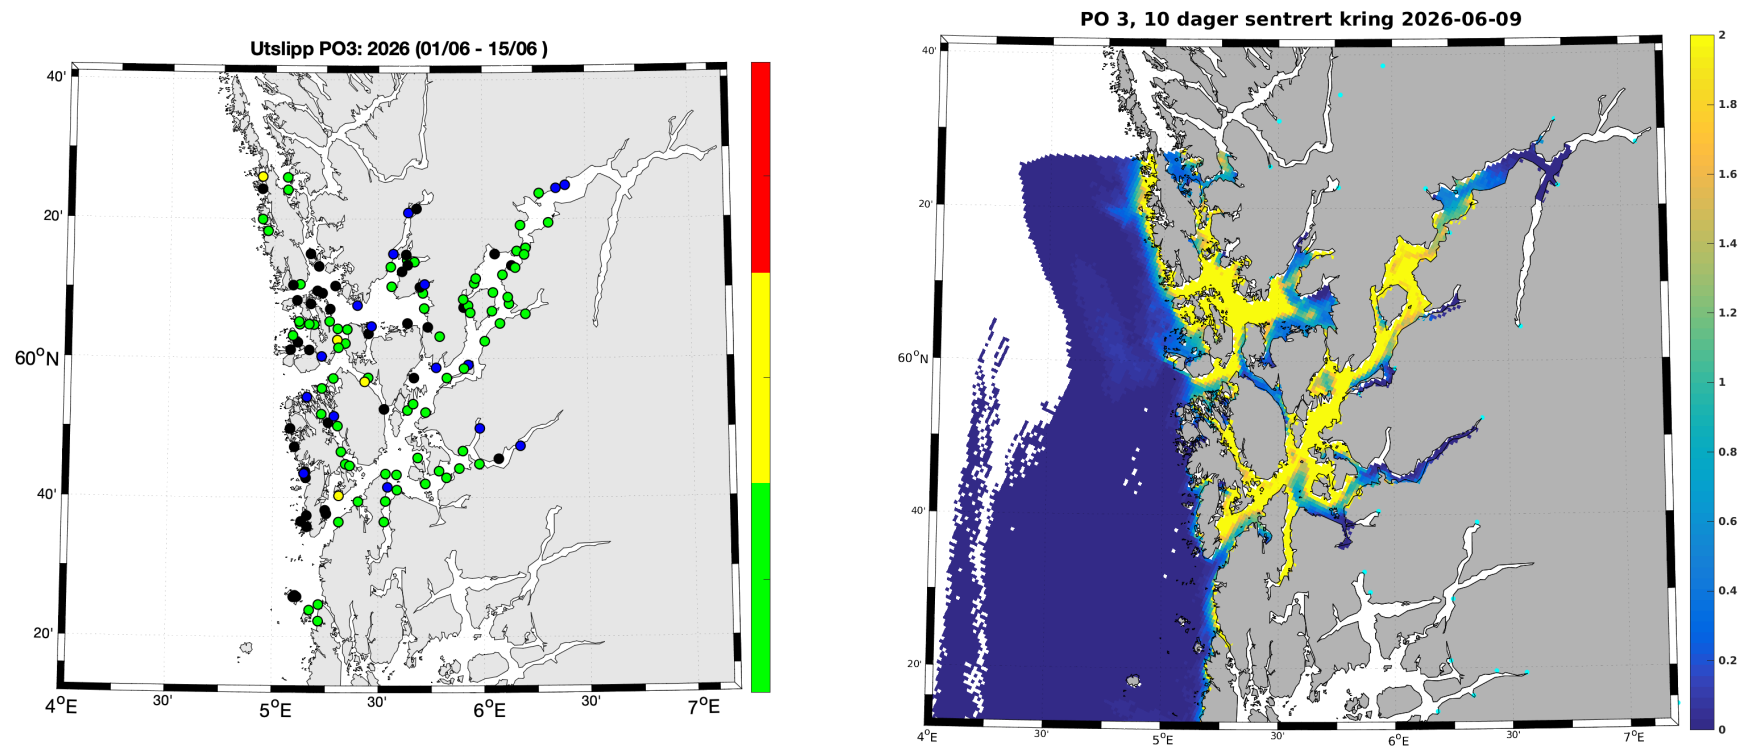 Utslipp PO3: 2026 (01/06 - 15/06 )
40'
20'
60°N
40'
20'
4°E
30'
5°E
30'
6°E
30'
7°E
PO 3, 10 dager sentrert kring 2026-06-09
40'
20'
60°N
40'
20'
4°E
30'
5°E
30'
6°E
30'
7°E
2
1.8
1.6
1.4
1.2
1
0.8
0.6
0.4
0.2
0